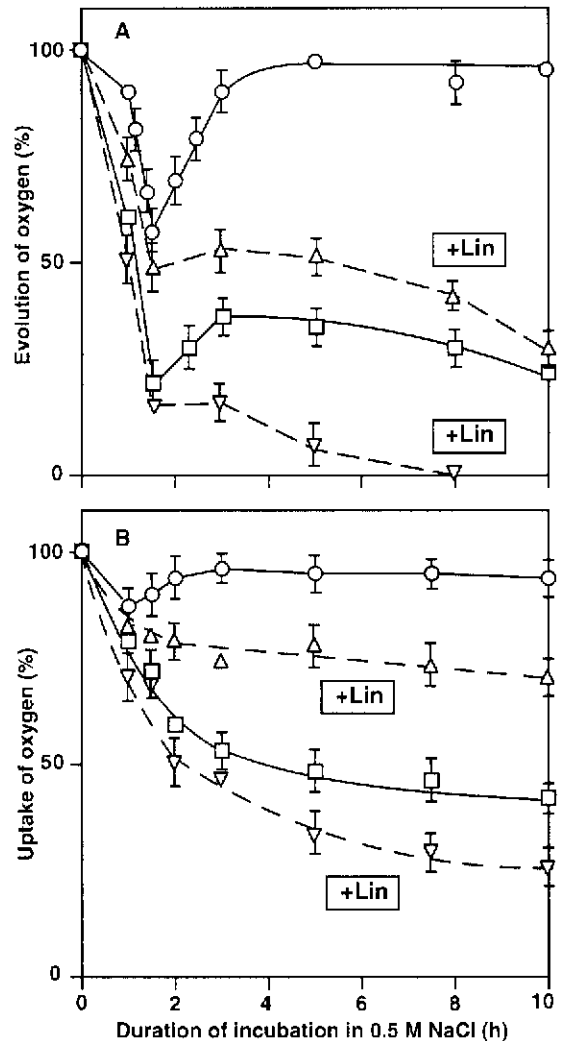 A
Evolution of oxygen (%)
100
50
0
+Lin
+Lin
B
Uptake of oxygen (%)
100
50
0
+Lin
+Lin
0 2 4 6 8 10
Duration of incubation in 0.5 M NaCl (h)